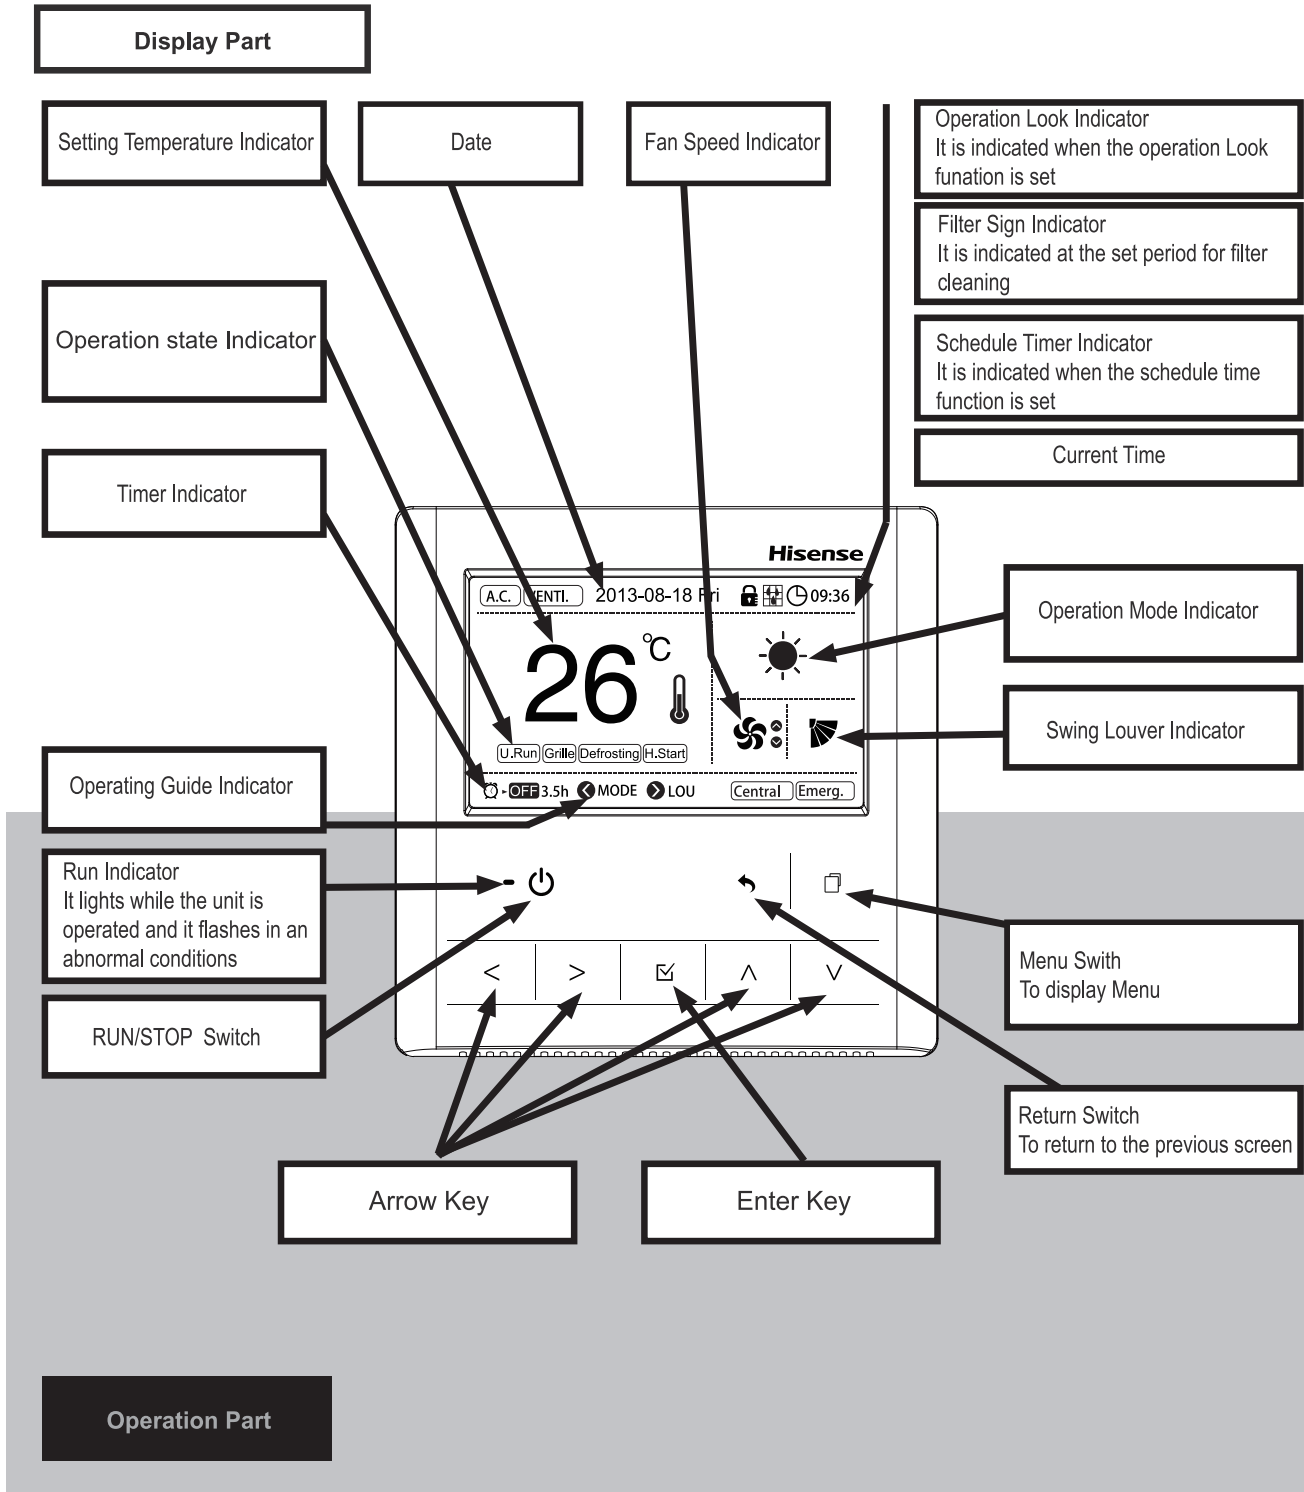 Display Part
Setting Temperature Indicator
Date
Fan Speed Indicator
Operation Look Indicator
It is indicated when the operation Look
funation is set
Filter Sign Indicator
It is indicated at the set period for filter
cleaning
Operation state Indicator
Schedule Timer Indicator
It is indicated when the schedule time
function is set
Current Time
Timer Indicator
Hisense
A.C. VENTI. 2013-08-18 Fri 09:36
26 °C
U.Run Grille Defrosting H.Start
OFF 3.5h MODE LOU Central Emerg.
Operation Mode Indicator
Swing Louver Indicator
Operating Guide Indicator
Run Indicator
It lights while the unit is
operated and it flashes in an
abnormal conditions
RUN/STOP Switch
Menu Swith
To display Menu
Return Switch
To return to the previous screen
Arrow Key
Enter Key
Operation Part